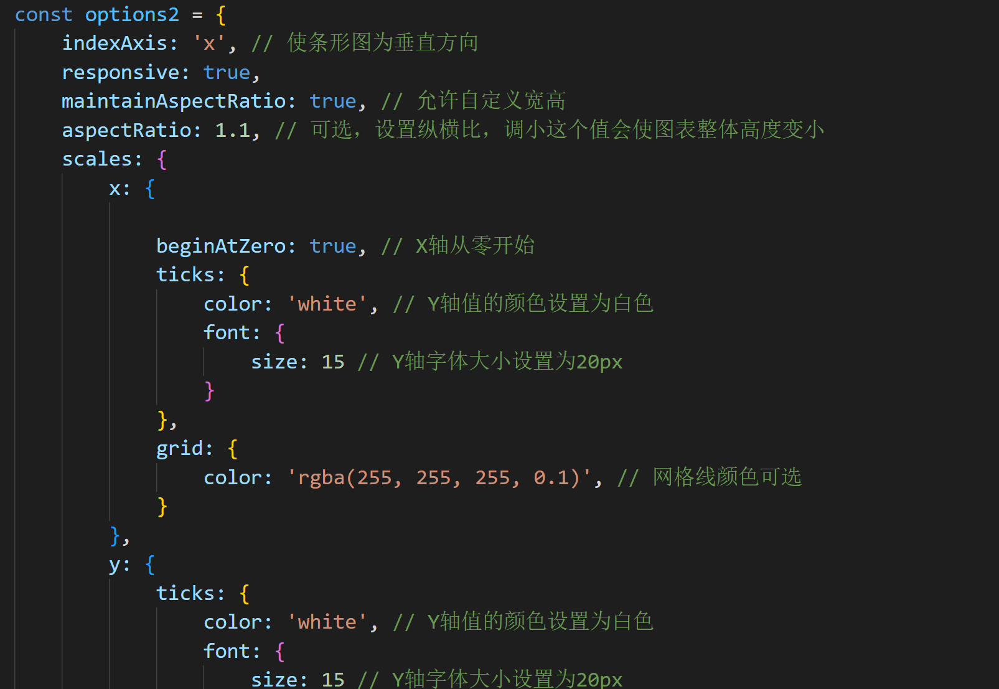 const options2 = {
indexAxis: 'x', // 使条形图为垂直方向
responsive: true,
maintainAspectRatio: true, // 允许自定义宽高
aspectRatio: 1.1, // 可选，设置纵横比，调小这个值会使图表整体高度变小
scales: {
x: {
beginAtZero: true, // X轴从零开始
ticks: {
color: 'white', // Y轴值的颜色设置为白色
font: {
size: 15 // Y轴字体大小设置为20px
}
},
grid: {
color: 'rgba(255, 255, 255, 0.1)', // 网格线颜色可选
}
},
y: {
ticks: {
color: 'white', // Y轴值的颜色设置为白色
font: {
size: 15 // Y轴字体大小设置为20px